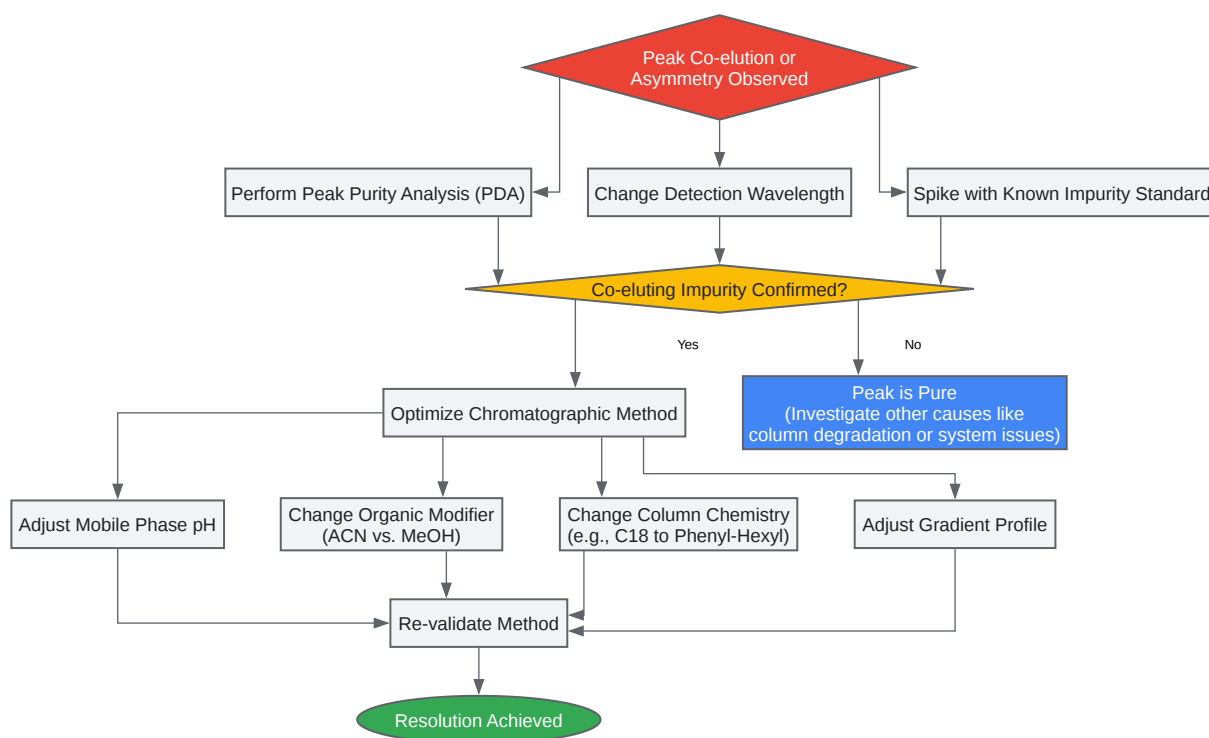 Peak Co-elution or
Asymmetry Observed
Perform Peak Purity Analysis (PDA)
Change Detection Wavelength
Spike with Known Impurity Standard
Co-eluting Impurity Confirmed?
Yes
No
Peak is Pure
(Investigate other causes like
column degradation or system issues)
Optimize Chromatographic Method
Adjust Mobile Phase pH
Change Organic Modifier
(ACN vs. MeOH)
Change Column Chemistry
(e.g., C18 to Phenyl-Hexyl)
Adjust Gradient Profile
Re-validate Method
Resolution Achieved